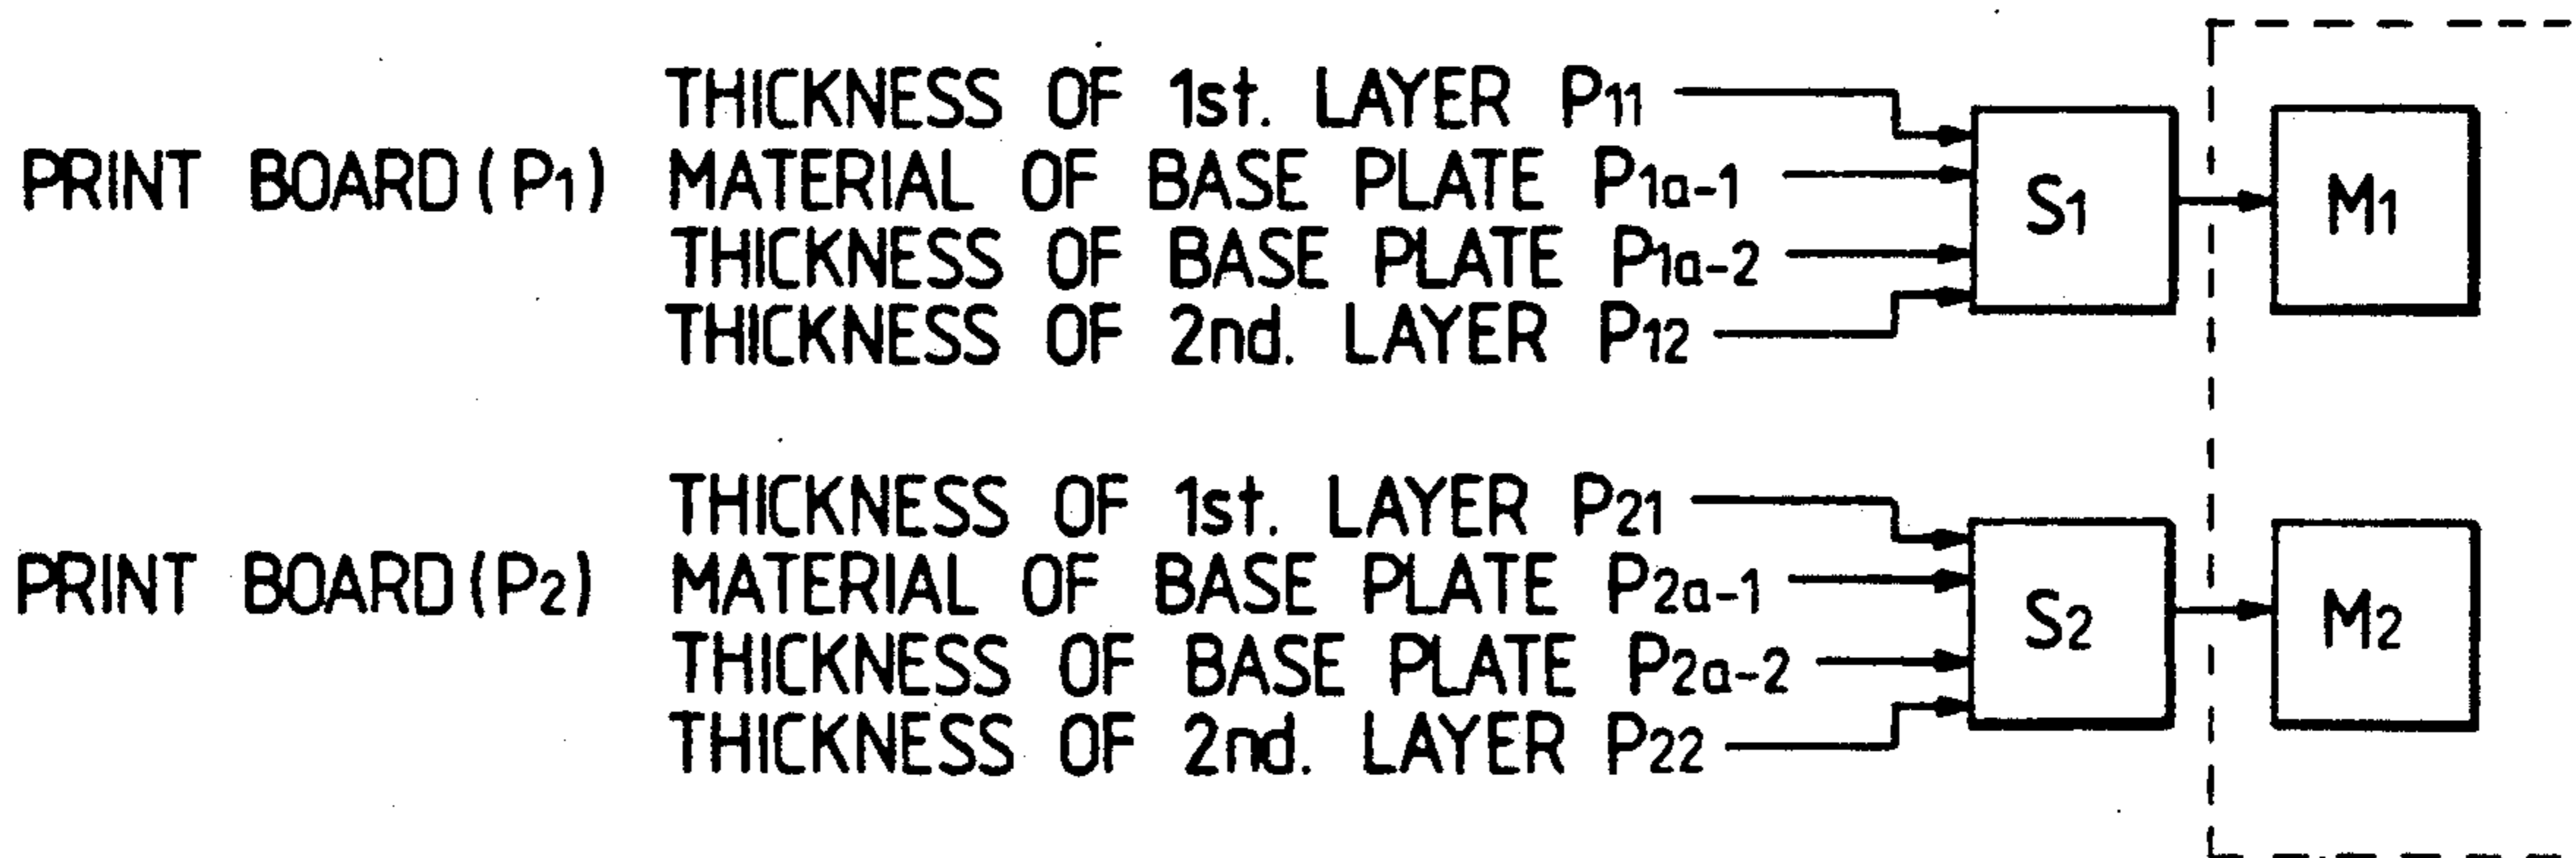 THICKNESS OF 1st. LAYER P11
PRINT BOARD (P1) MATERIAL OF BASE PLATE P1a-1
THICKNESS OF BASE PLATE P1a-2
THICKNESS OF 2nd. LAYER P12
S1
M1
THICKNESS OF 1st. LAYER P21
PRINT BOARD (P2) MATERIAL OF BASE PLATE P2a-1
THICKNESS OF BASE PLATE P2a-2
THICKNESS OF 2nd. LAYER P22
S2
M2